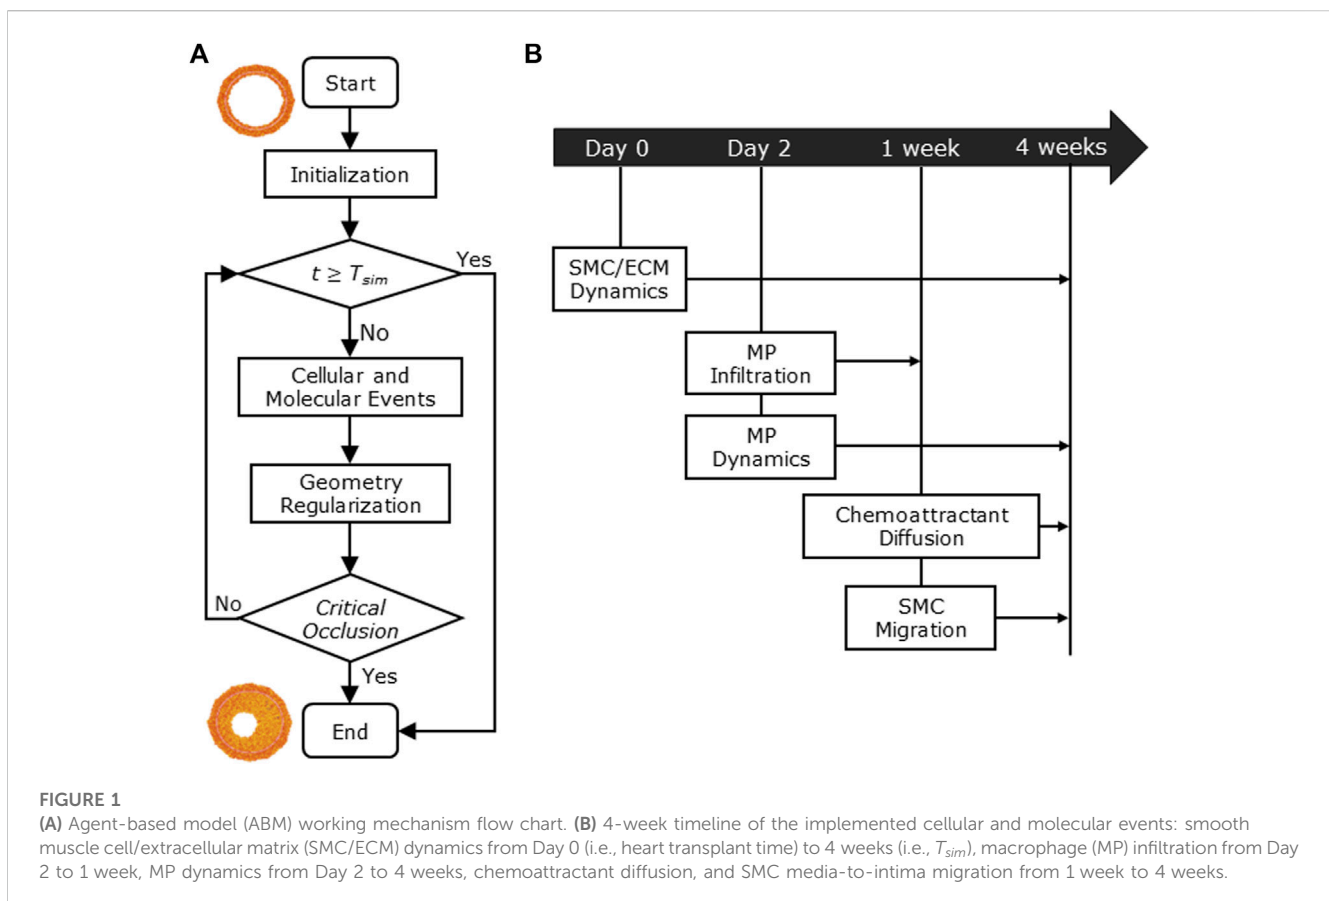 A
Start
Initialization
t ≥ Tsim
Yes
No
Cellular and
Molecular Events
Geometry
Regularization
No
Critical
Occlusion
Yes
End
B
Day 0 Day 2 1 week 4 weeks
SMC/ECM
Dynamics
MP
Infiltration
MP
Dynamics
Chemoattractant
Diffusion
SMC
Migration
FIGURE 1
(A) Agent-based model (ABM) working mechanism flow chart. (B) 4-week timeline of the implemented cellular and molecular events: smooth
muscle cell/extracellular matrix (SMC/ECM) dynamics from Day 0 (i.e., heart transplant time) to 4 weeks (i.e., Tsim), macrophage (MP) infiltration from Day
2 to 1 week, MP dynamics from Day 2 to 4 weeks, chemoattractant diffusion, and SMC media-to-intima migration from 1 week to 4 weeks.